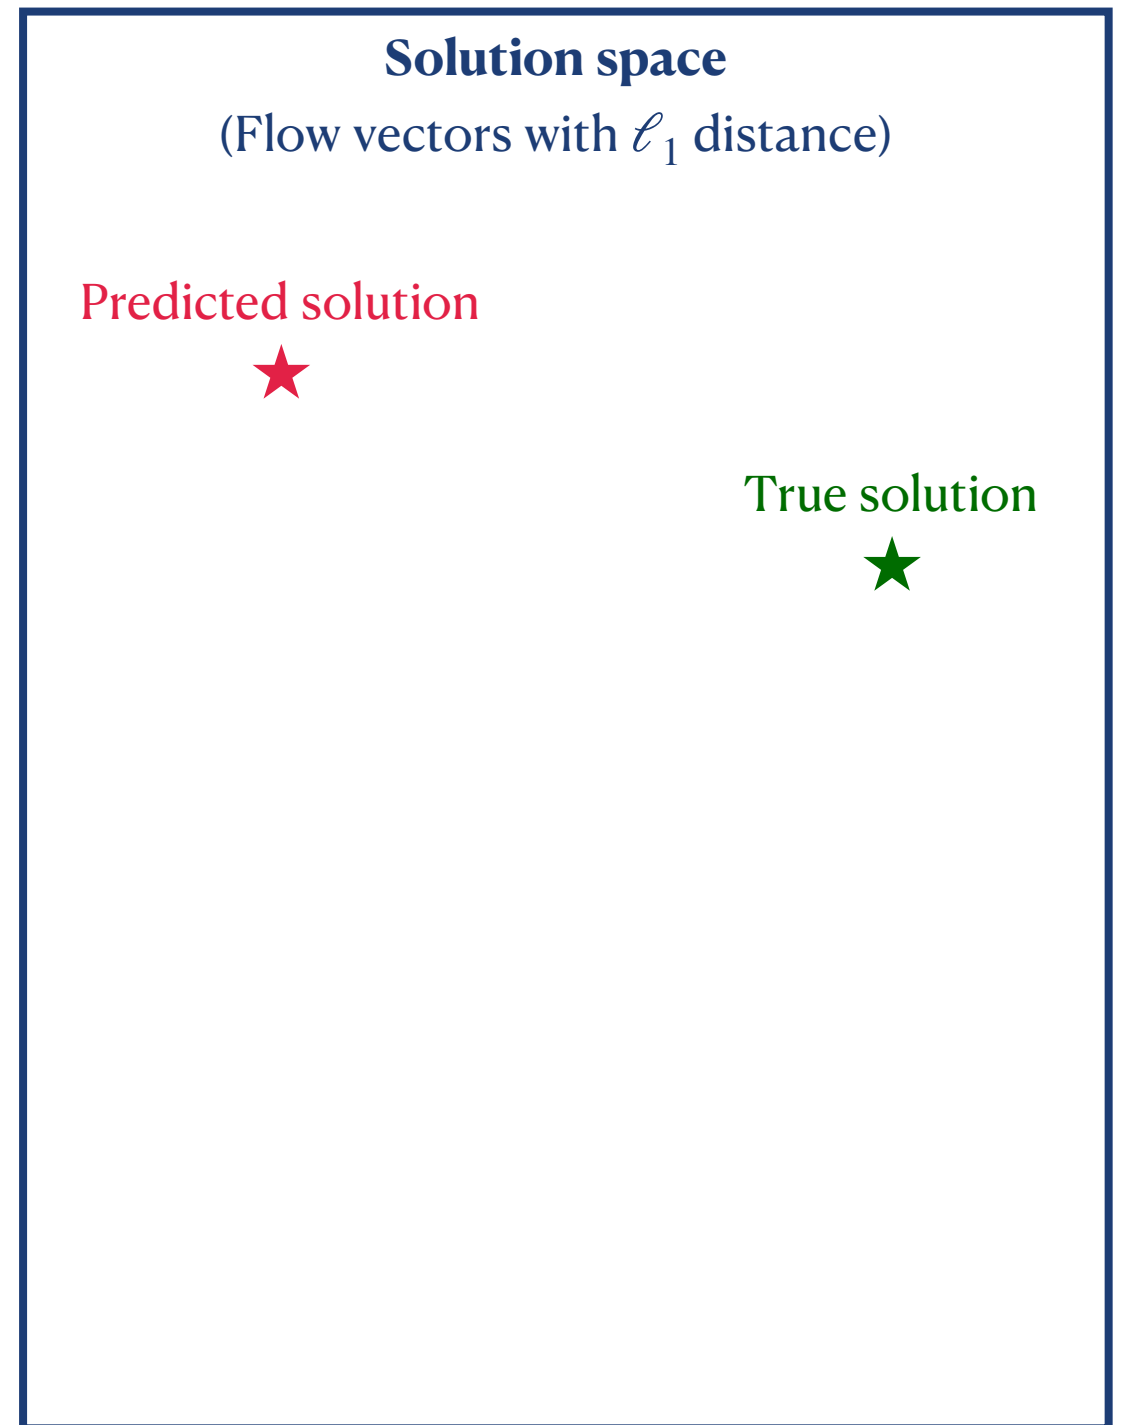 Solution space
(Flow vectors with ℓ₁ distance)
Predicted solution
True solution